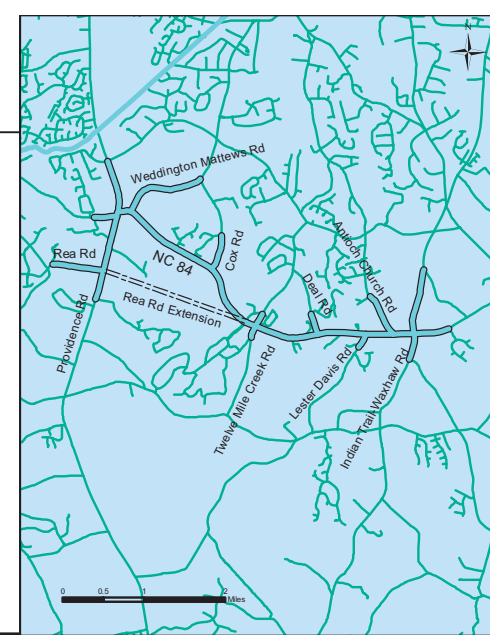 N
Weddington Mattews Rd
Rea Rd
NC 84
Cox Rd
Antioch Church Rd
Deal Rd
Rea Rd Extension
Providence Rd
Twelve Mile Creek Rd
Lester Davis Rd
Indian Trail-Waxhaw Rd
0 0.5 1 2
Miles